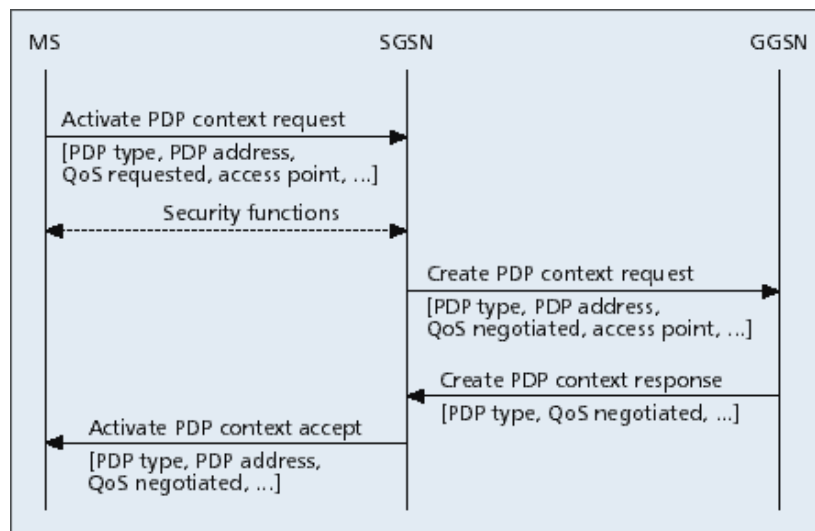 MS SGSN GGSN
Activate PDP context request
[PDP type, PDP address,
QoS requested, access point, ...]
Security functions
Create PDP context request
[PDP type, PDP address,
QoS negotiated, access point, ...]
Create PDP context response
[PDP type, QoS negotiated, ...]
Activate PDP context accept
[PDP type, PDP address,
QoS negotiated, ...]